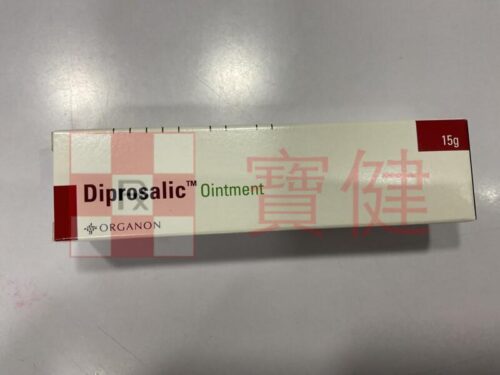 15g
Diprosalic™ Ointment
ORGANON
Rx
寶健